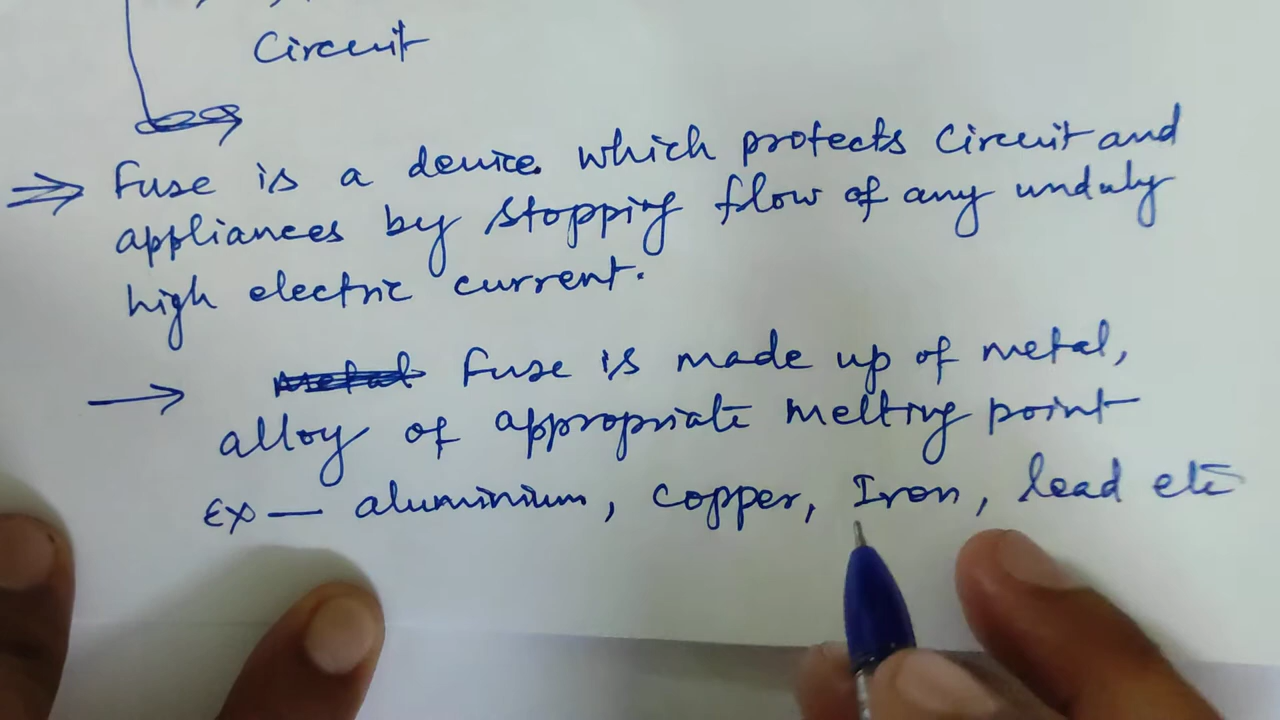 Circuit
⇒ Fuse is a device which protects Circuit and
appliances by stopping flow of any unduly
high electric current.
→ Metal Fuse is made up of metal,
alloy of appropriate melting point
Ex — aluminium, copper, Iron, lead etc